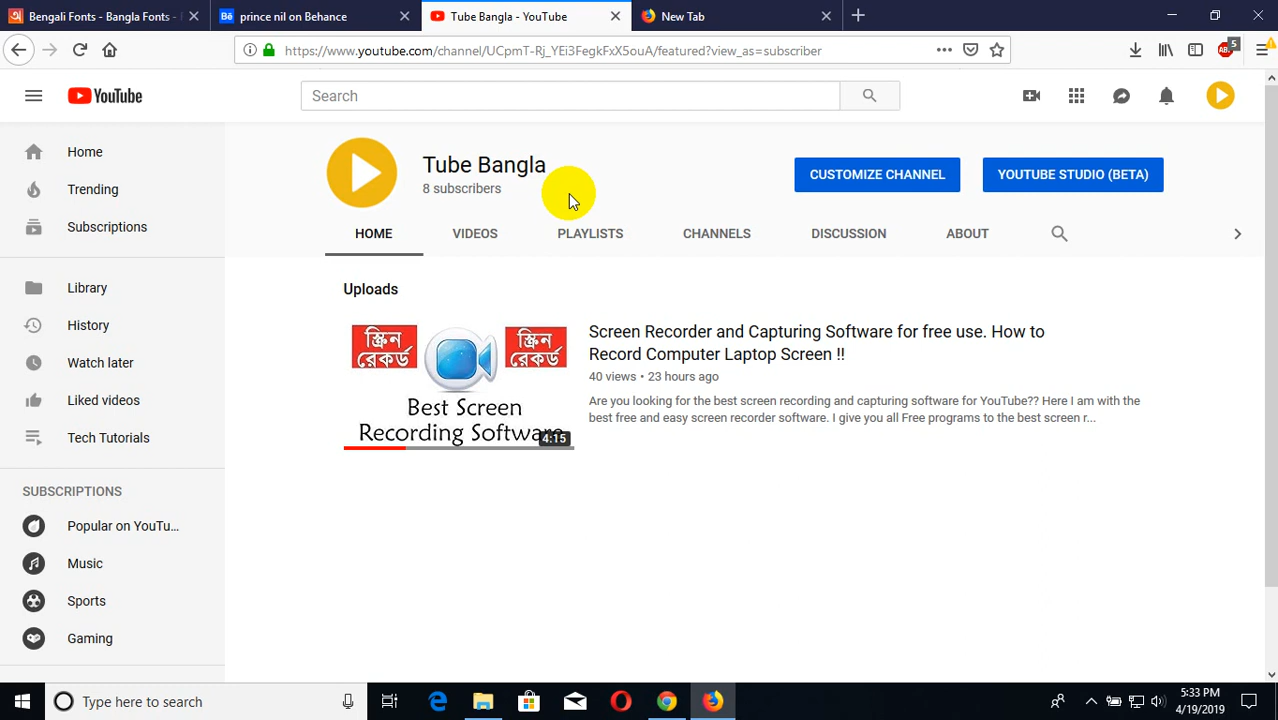 Bengali Fonts - Bangla Fonts -
Bē prince nil on Behance
Tube Bangla - YouTube
New Tab
https://www.youtube.com/channel/UCpmT-Rj_YEi3FegkFxX5ouA/featured?view_as=subscriber
ABP 5
YouTube
Search
Home
Trending
Subscriptions
Library
History
Watch later
Liked videos
Tech Tutorials
SUBSCRIPTIONS
Popular on YouTu...
Music
Sports
Gaming
Tube Bangla
8 subscribers
CUSTOMIZE CHANNEL
YOUTUBE STUDIO (BETA)
HOME VIDEOS PLAYLISTS CHANNELS DISCUSSION ABOUT
Uploads
স্ক্রিন
রেকর্ড
স্ক্রিন
রেকর্ড
Best Screen
Recording Software
4:15
Screen Recorder and Capturing Software for free use. How to
Record Computer Laptop Screen !!
40 views • 23 hours ago
Are you looking for the best screen recording and capturing software for YouTube?? Here I am with the
best free and easy screen recorder software. I give you all Free programs to the best screen r...
Type here to search
5:33 PM
4/19/2019